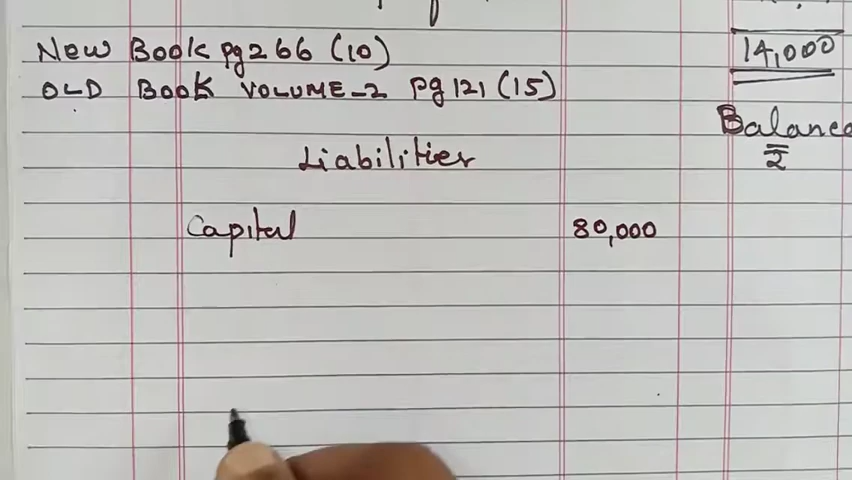 New Book pg 266 (10)
14,000
OLD Book VOLUME-2 pg 121 (15)
Balance
Liabilities
Capital 80,000